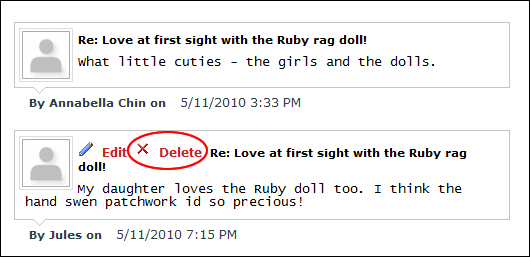 Re: Love at first sight with the Ruby rag doll!
What little cuties - the girls and the dolls.
By Annabella Chin on 5/11/2010 3:33 PM
Edit Delete Re: Love at first sight with the Ruby rag
doll!
My daughter loves the Ruby doll too. I think the
hand swen patchwork id so precious!
By Jules on 5/11/2010 7:15 PM